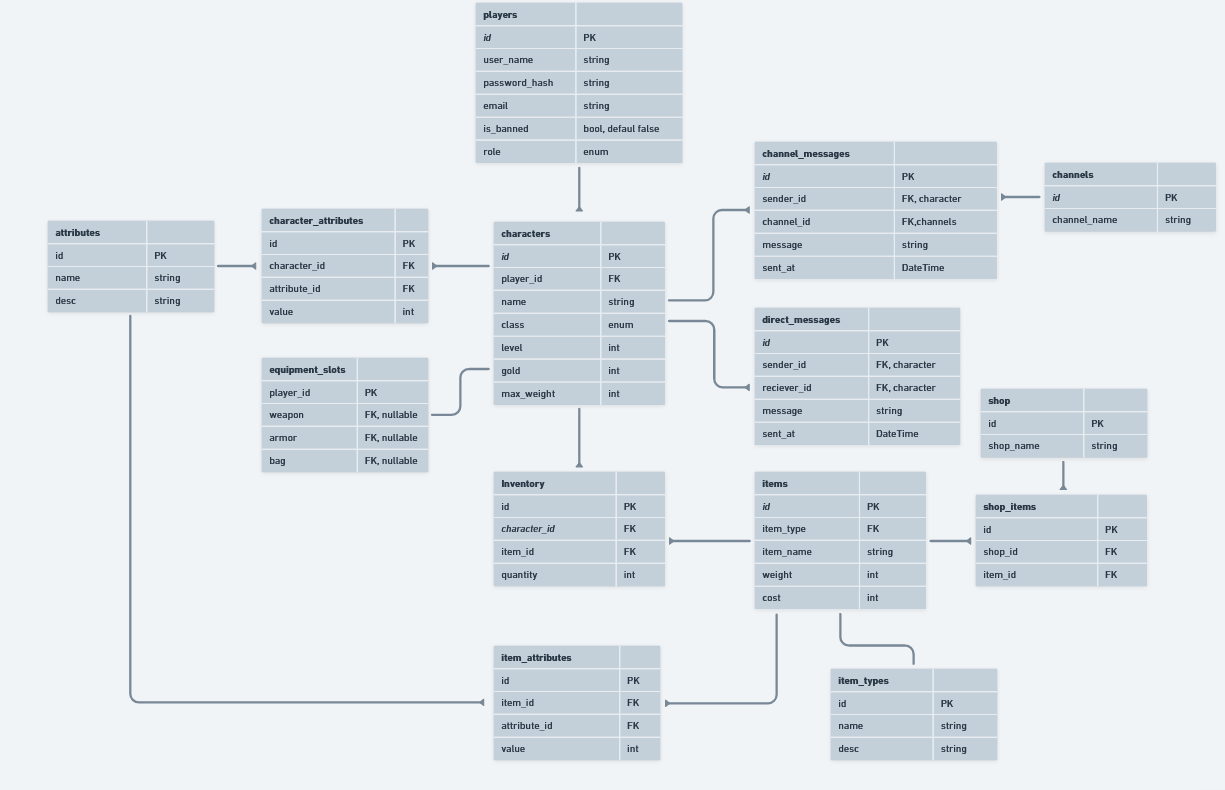 players
id PK
user_name string
password_hash string
email string
is_banned bool, defaul false
role enum
channel_messages
id PK
sender_id FK, character
channel_id FK,channels
message string
sent_at DateTime
channels
id PK
channel_name string
attributes
id PK
name string
desc string
character_attributes
id PK
character_id FK
attribute_id FK
value int
characters
id PK
player_id FK
name string
class enum
level int
gold int
max_weight int
direct_messages
id PK
sender_id FK, character
reciever_id FK, character
message string
sent_at DateTime
equipment_slots
player_id PK
weapon FK, nullable
armor FK, nullable
bag FK, nullable
shop
id PK
shop_name string
Inventory
id PK
character_id FK
item_id FK
quantity int
items
id PK
item_type FK
item_name string
weight int
cost int
shop_items
id PK
shop_id FK
item_id FK
item_attributes
id PK
item_id FK
attribute_id FK
value int
item_types
id PK
name string
desc string